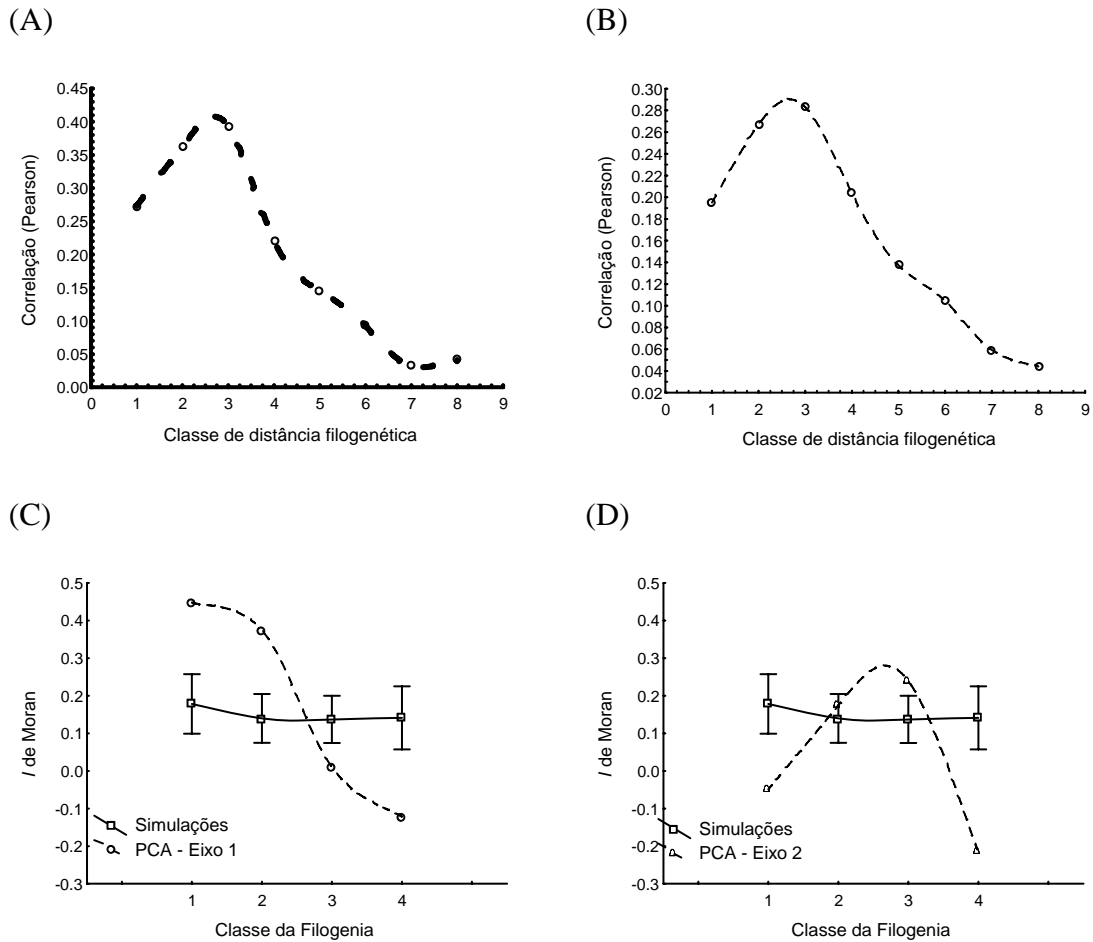 (A)
(B)
0.45
0.40
0.35
0.30
0.25
0.20
0.15
0.10
0.05
0.00
Correlação (Pearson)
0 1 2 3 4 5 6 7 8 9
Classe de distância filogenética
0.30
0.28
0.26
0.24
0.22
0.20
0.18
0.16
0.14
0.12
0.10
0.08
0.06
0.04
0.02
Correlação (Pearson)
0 1 2 3 4 5 6 7 8 9
Classe de distância filogenética
(C)
(D)
0.5
0.4
0.3
0.2
0.1
0.0
-0.1
-0.2
-0.3
I de Moran
Simulações
PCA - Eixo 1
1 2 3 4
Classe da Filogenia
0.5
0.4
0.3
0.2
0.1
0.0
-0.1
-0.2
-0.3
I de Moran
Simulações
PCA - Eixo 2
1 2 3 4
Classe da Filogenia